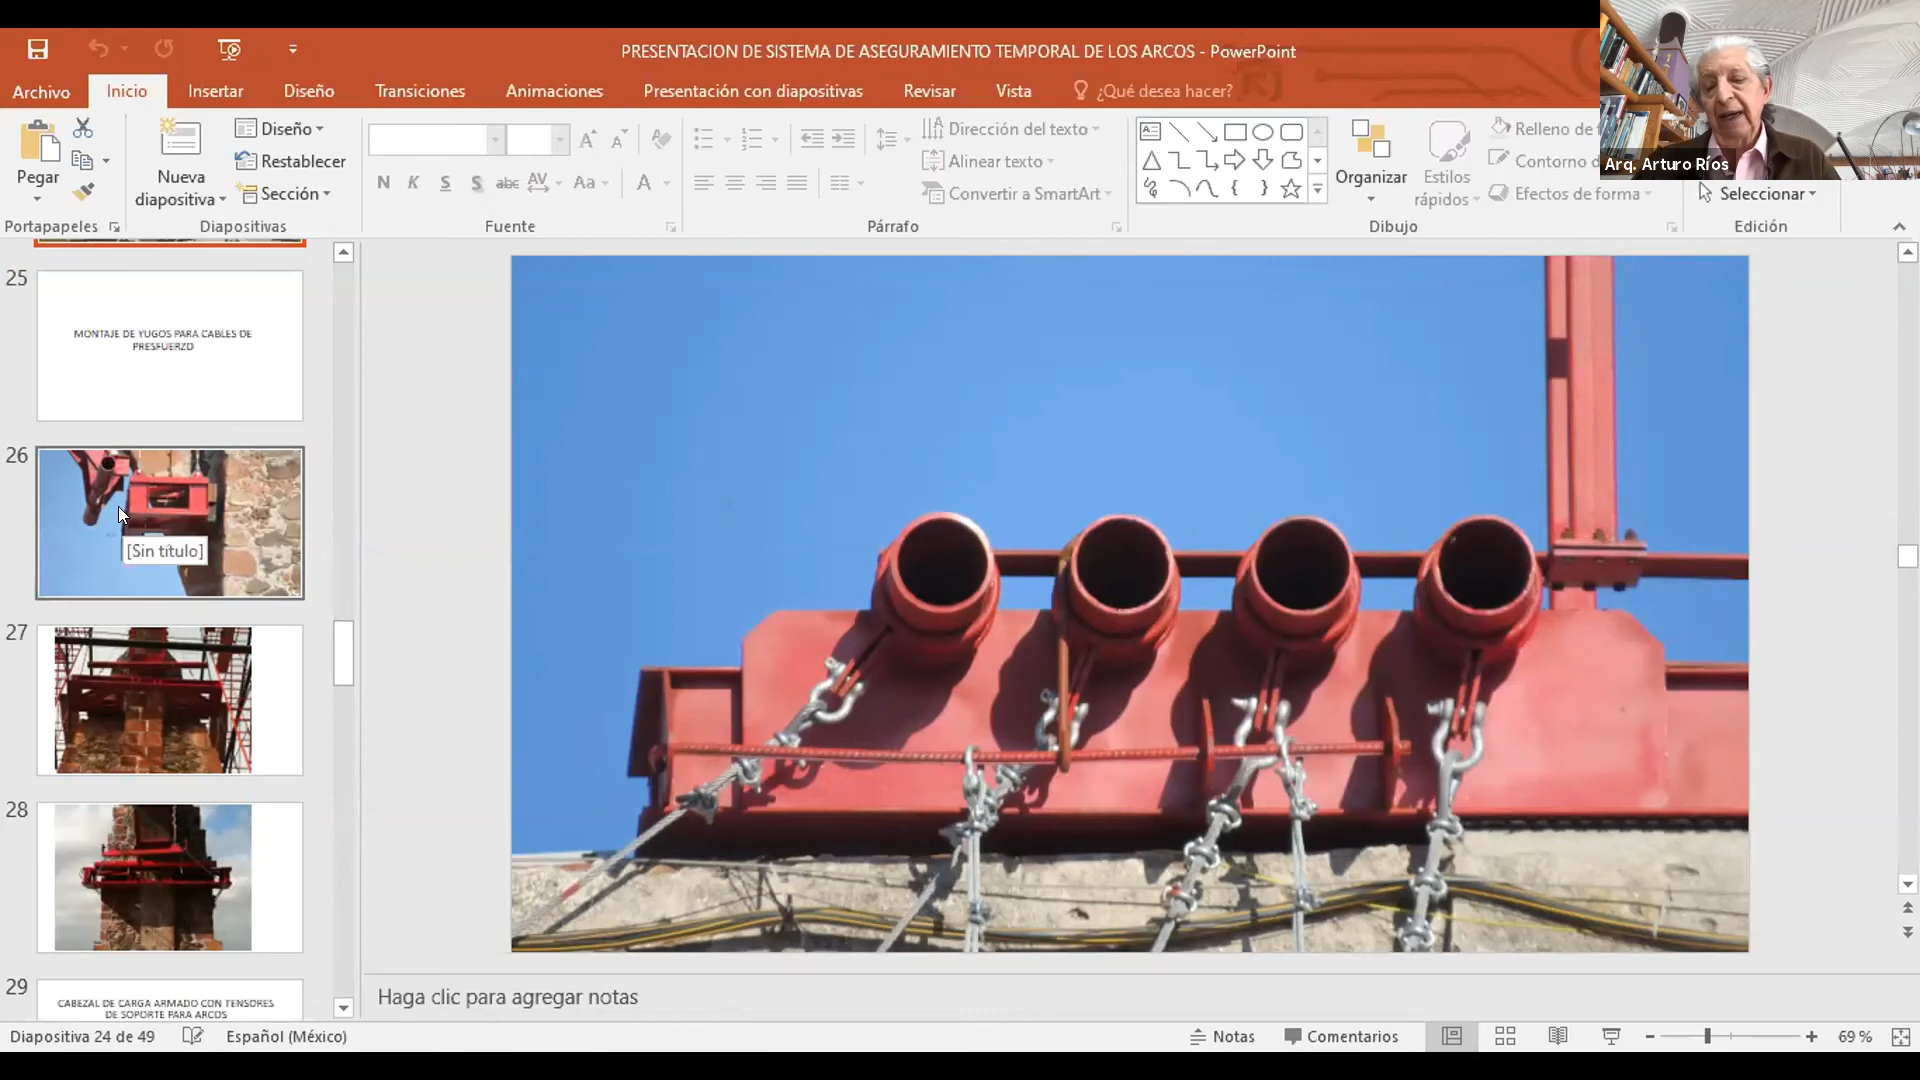 PRESENTACION DE SISTEMA DE ASEGURAMIENTO TEMPORAL DE LOS ARCOS - PowerPoint
Archivo
Inicio
Insertar
Diseño
Transiciones
Animaciones
Presentación con diapositivas
Revisar
Vista
¿Qué desea hacer?
Arq. Arturo Ríos
Pegar
Portapapeles
Nueva
diapositiva
Diseño
Restablecer
Sección
Diapositivas
N K S S abc AV Aa A
Fuente
Dirección del texto
Alinear texto
Convertir a SmartArt
Párrafo
Organizar
Estilos
rápidos
Relleno de
Contorno
Efectos de forma
Dibujo
Seleccionar
Edición
25
MONTAJE DE YUGOS PARA CABLES DE
PRESFUERZO
26
[Sin título]
27
28
29
CABEZAL DE CARGA ARMADO CON TENSORES
DE SOPORTE PARA ARCOS
Haga clic para agregar notas
Diapositiva 24 de 49
Español (México)
Notas
Comentarios
69 %